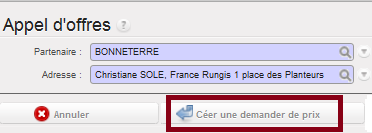 Appel d'offres ?
Partenaire : BONNETERRE
Adresse : Christiane SOLE, France Rungis 1 place des Planteurs
Annuler Céer une demander de prix